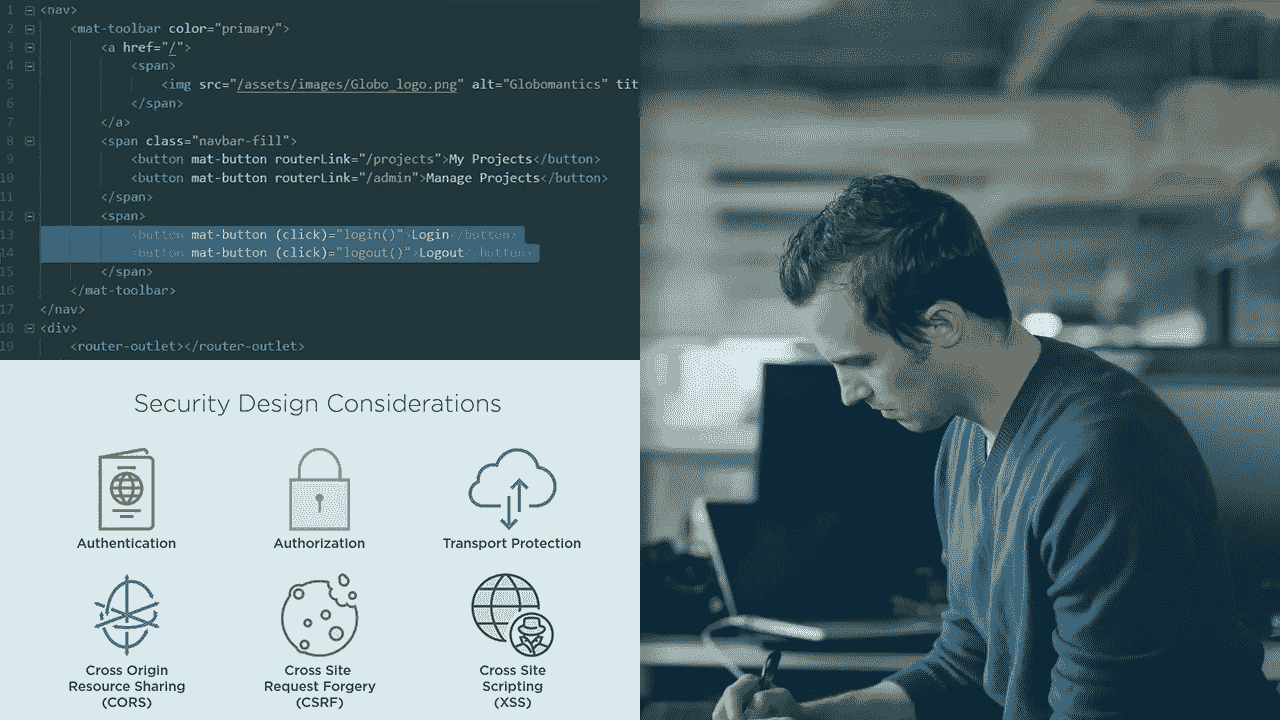 1 <nav>
2 <mat-toolbar color="primary">
3 <a href="/">
4 <span>
5 <img src="/assets/images/Globo_logo.png" alt="Globomantics" tit
6 </span>
7 </a>
8 <span class="navbar-fill">
9 <button mat-button routerLink="/projects">My Projects</button>
10 <button mat-button routerLink="/admin">Manage Projects</button>
11 </span>
12 <span>
13 <button mat-button (click)="login()">Login</button>
14 <button mat-button (click)="logout()">Logout</button>
15 </span>
16 </mat-toolbar>
17 </nav>
18 <div>
19 <router-outlet></router-outlet>
Security Design Considerations
Authentication
Authorization
Transport Protection
Cross Origin
Resource Sharing
(CORS)
Cross Site
Request Forgery
(CSRF)
Cross Site
Scripting
(XSS)